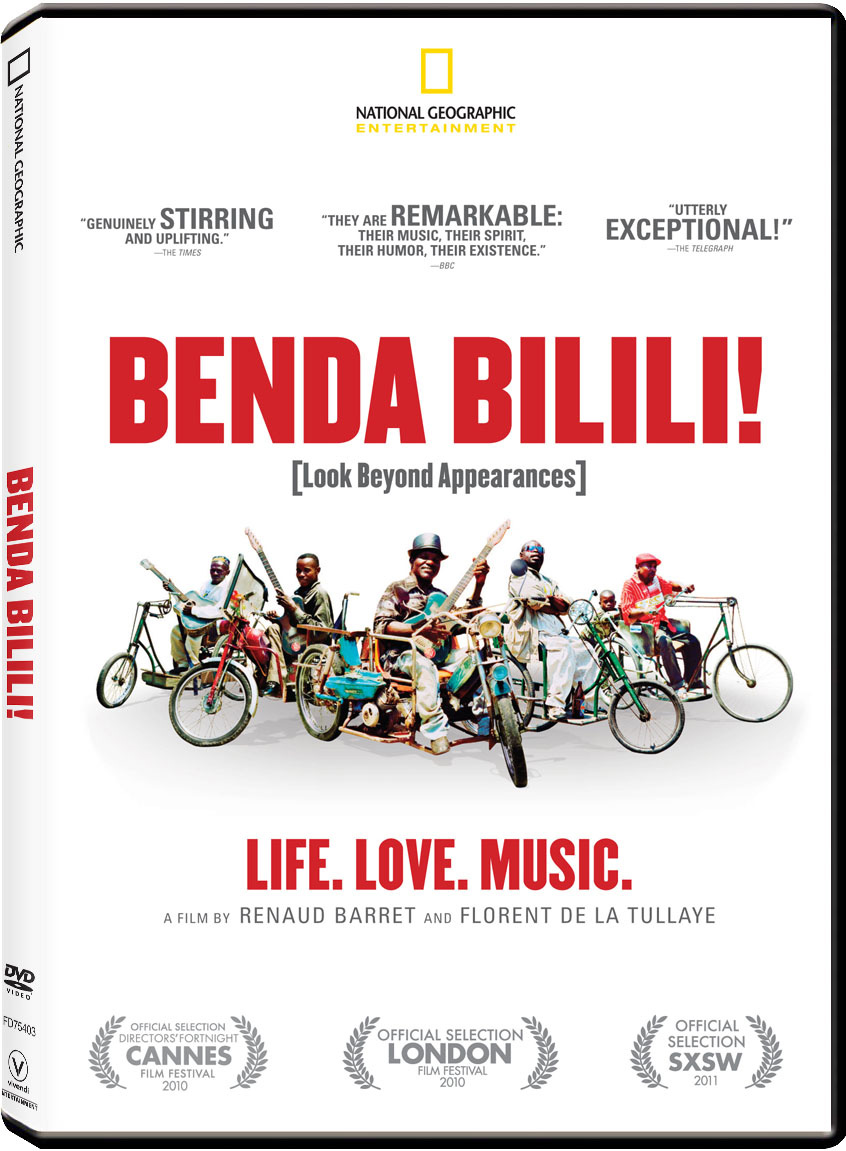 NATIONAL GEOGRAPHIC
ENTERTAINMENT
“GENUINELY STIRRING
AND UPLIFTING.”
—THE TIMES
“THEY ARE REMARKABLE:
THEIR MUSIC, THEIR SPIRIT,
THEIR HUMOR, THEIR EXISTENCE.”
—BBC
“UTTERLY
EXCEPTIONAL!”
—THE TELEGRAPH
BENDA BILILI!
[Look Beyond Appearances]
LIFE. LOVE. MUSIC.
A FILM BY RENAUD BARRET AND FLORENT DE LA TULLAYE
OFFICIAL SELECTION
DIRECTORS’ FORTNIGHT
CANNES
FILM FESTIVAL
2010
OFFICIAL SELECTION
LONDON
FILM FESTIVAL
2010
OFFICIAL
SELECTION
SXSW
2011
NATIONAL GEOGRAPHIC
BENDA BILILI!
DVD
VIDEO
FD75403
V
vivendi
ENTERTAINMENT